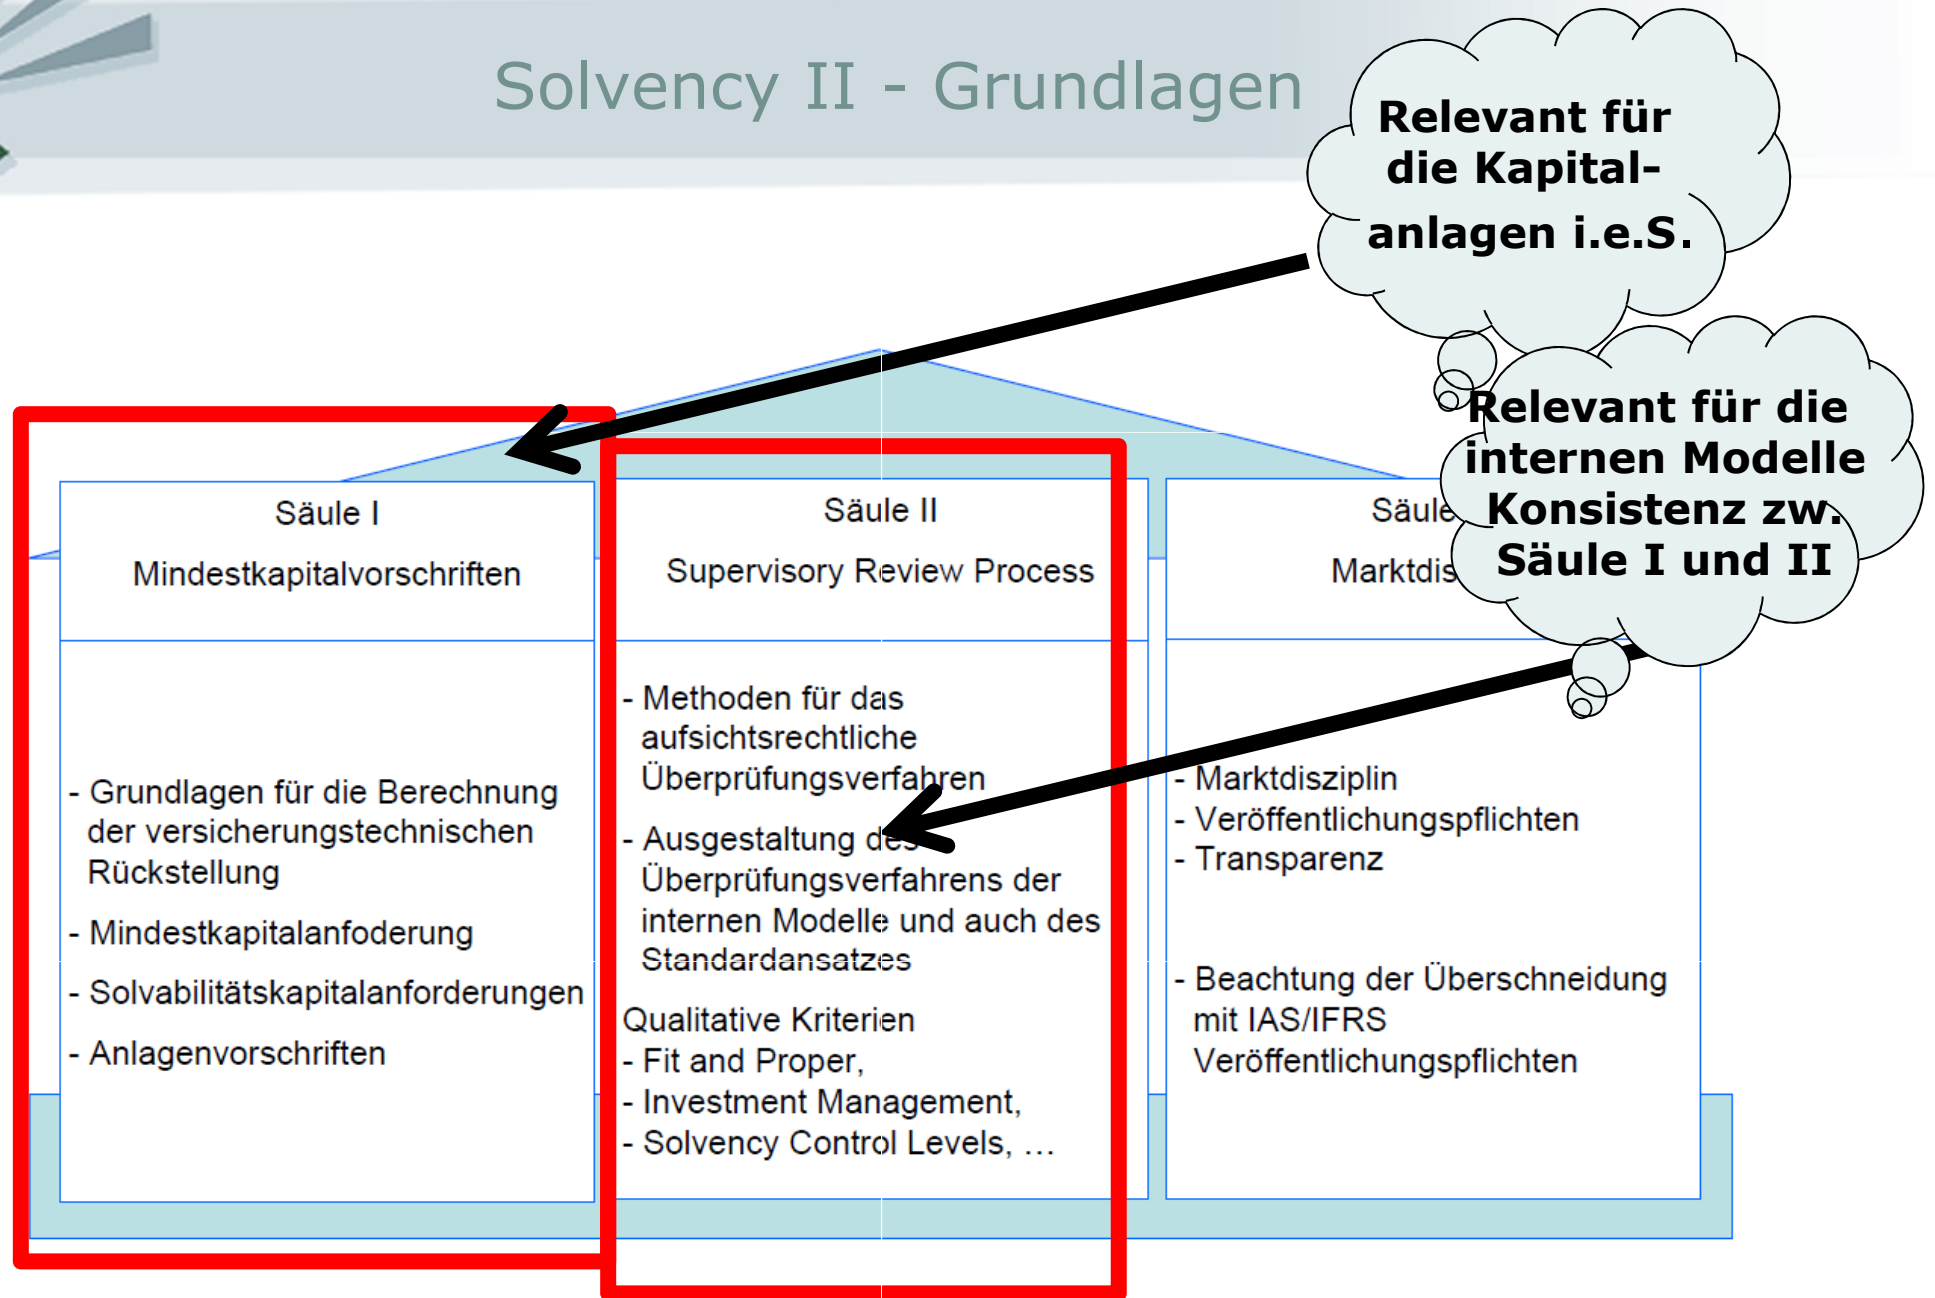 Solvency II - Grundlagen
Relevant für
die Kapital-
anlagen i.e.S.
Relevant für die
internen Modelle
Konsistenz zw.
Säule I und II
Säule I
Mindestkapitalvorschriften
- Grundlagen für die Berechnung
der versicherungstechnischen
Rückstellung
- Mindestkapitalanfoderung
- Solvabilitätskapitalanforderungen
- Anlagenvorschriften
Säule II
Supervisory Review Process
- Methoden für das
aufsichtsrechtliche
Überprüfungsverfahren
- Ausgestaltung des
Überprüfungsverfahrens der
internen Modelle und auch des
Standardansatzes
Qualitative Kriterien
- Fit and Proper,
- Investment Management,
- Solvency Control Levels, …
Säule
- Marktdisziplin
- Veröffentlichungspflichten
- Transparenz
- Beachtung der Überschneidung
mit IAS/IFRS
Veröffentlichungspflichten